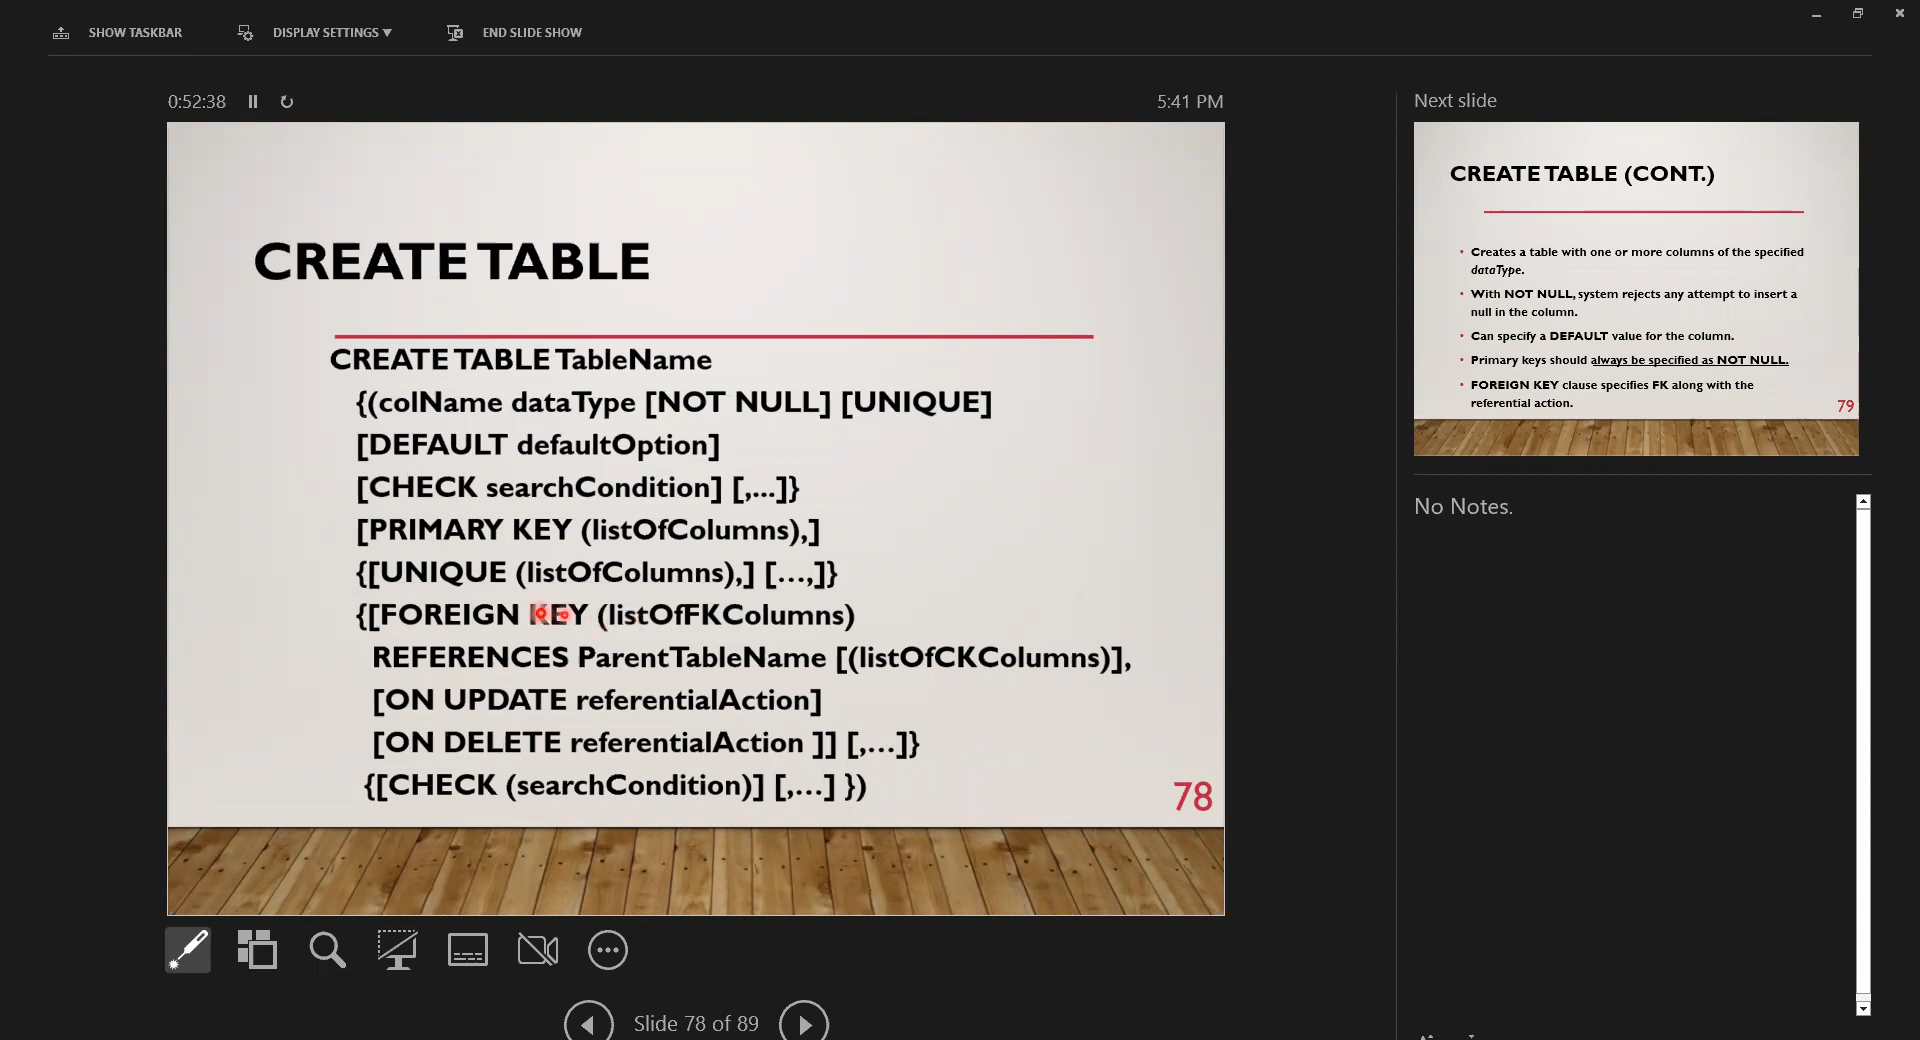 SHOW TASKBAR
DISPLAY SETTINGS ▼
END SLIDE SHOW
0:52:38
5:41 PM
CREATE TABLE
CREATE TABLE TableName
{(colName dataType [NOT NULL] [UNIQUE]
[DEFAULT defaultOption]
[CHECK searchCondition] [,...]}
[PRIMARY KEY (listOfColumns),]
{[UNIQUE (listOfColumns),] […,]}
{[FOREIGN KEY (listOfFKColumns)
REFERENCES ParentTableName [(listOfCKColumns)],
[ON UPDATE referentialAction]
[ON DELETE referentialAction ]] [,…]}
{[CHECK (searchCondition)] [,…] })
78
Slide 78 of 89
Next slide
CREATE TABLE (CONT.)
• Creates a table with one or more columns of the specified
dataType.
• With NOT NULL, system rejects any attempt to insert a
null in the column.
• Can specify a DEFAULT value for the column.
• Primary keys should always be specified as NOT NULL.
• FOREIGN KEY clause specifies FK along with the
referential action.
79
No Notes.